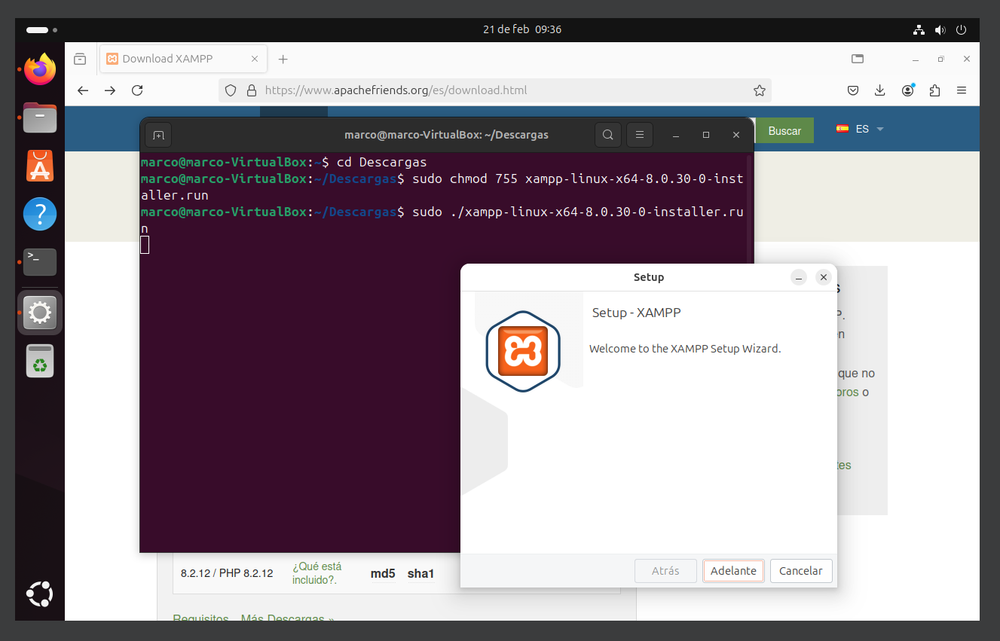 21 de feb 09:36
Download XAMPP
https://www.apachefriends.org/es/download.html
Buscar
ES
marco@marco-VirtualBox: ~/Descargas
marco@marco-VirtualBox:~$ cd Descargas
marco@marco-VirtualBox:~/Descargas$ sudo chmod 755 xampp-linux-x64-8.0.30-0-inst
aller.run
marco@marco-VirtualBox:~/Descargas$ sudo ./xampp-linux-x64-8.0.30-0-installer.ru
n
Setup
Setup - XAMPP
Welcome to the XAMPP Setup Wizard.
que no
o
Atrás
Adelante
Cancelar
8.2.12 / PHP 8.2.12
¿Qué está
incluido?.
md5
sha1
Requisitos
Más Descargas »